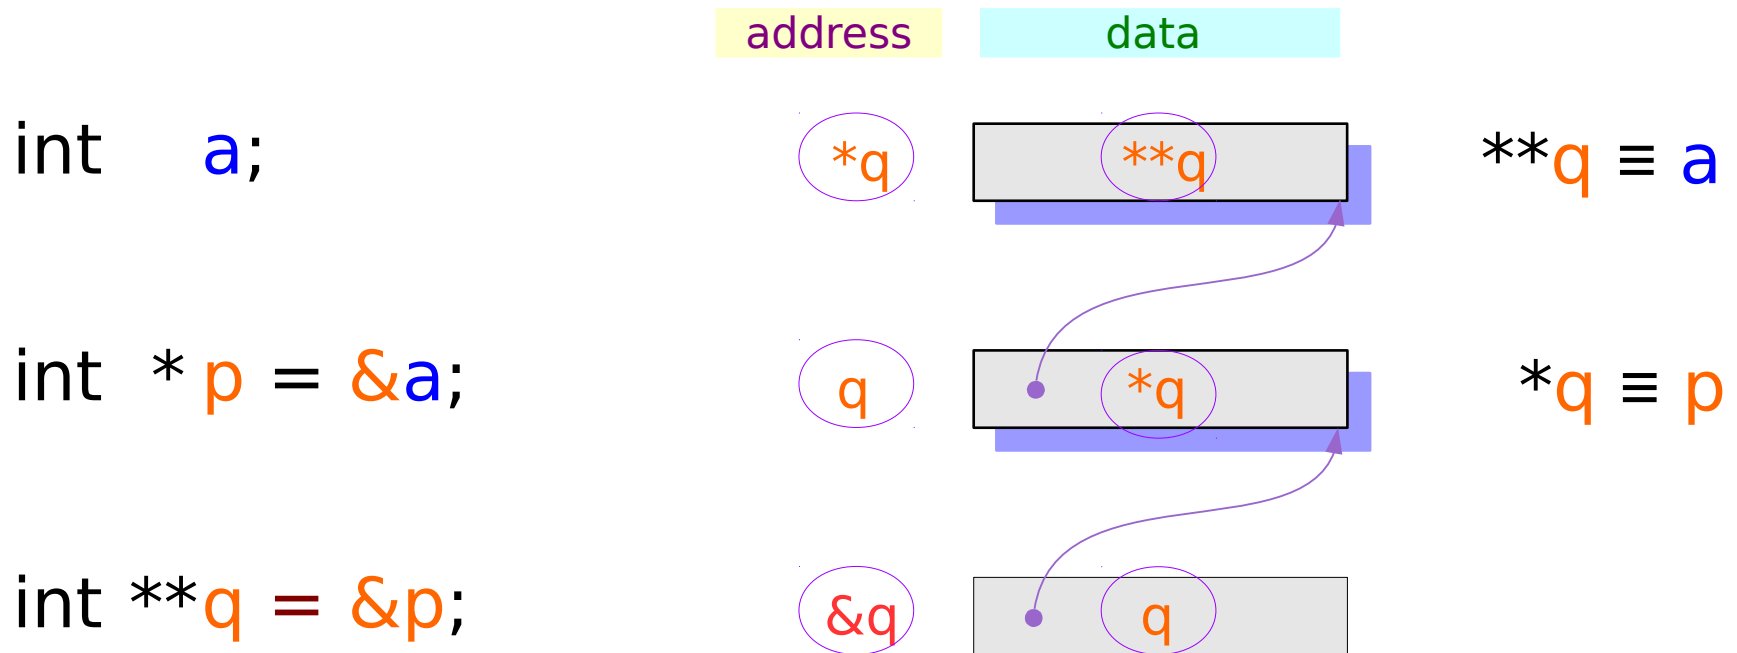 address data
int a; *q **q **q ≡ a
int * p = &a; q *q *q ≡ p
int **q = &p; &q q